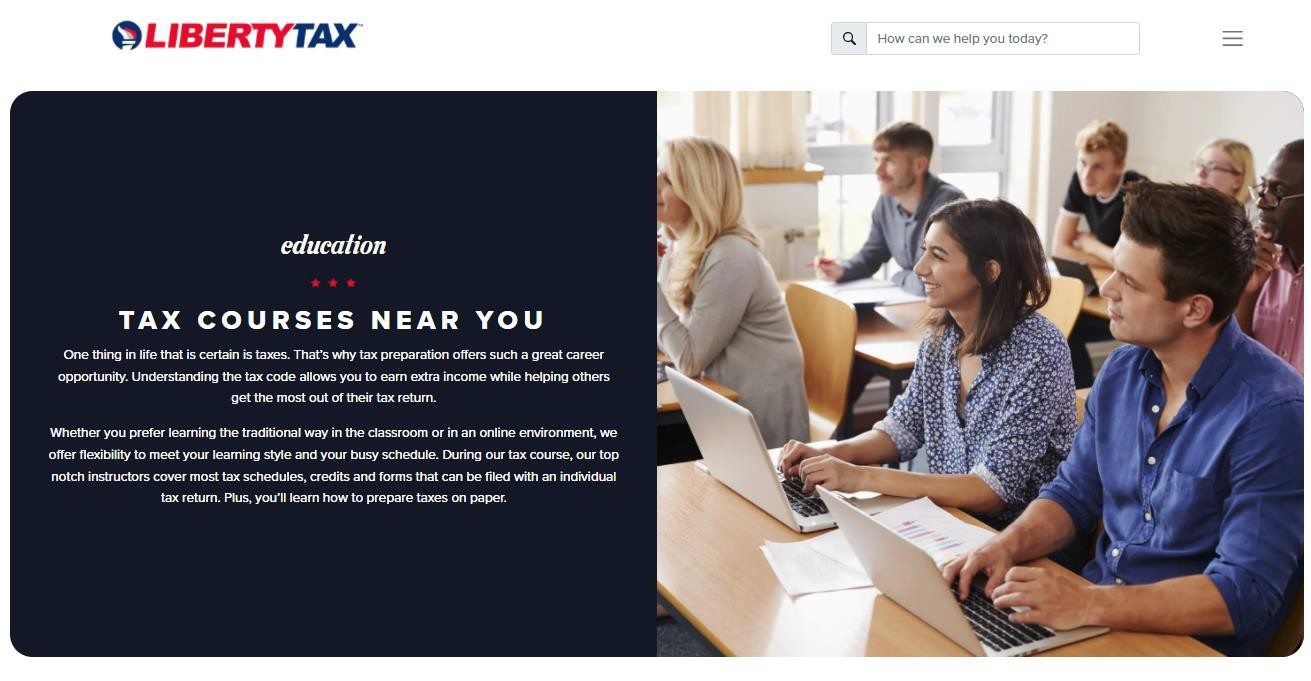 LIBERTYTAX™
How can we help you today?
education
TAX COURSES NEAR YOU
One thing in life that is certain is taxes. That’s why tax preparation offers such a great career
opportunity. Understanding the tax code allows you to earn extra income while helping others
get the most out of their tax return.
Whether you prefer learning the traditional way in the classroom or in an online environment, we
offer flexibility to meet your learning style and your busy schedule. During our tax course, our top
notch instructors cover most tax schedules, credits and forms that can be filed with an individual
tax return. Plus, you’ll learn how to prepare taxes on paper.